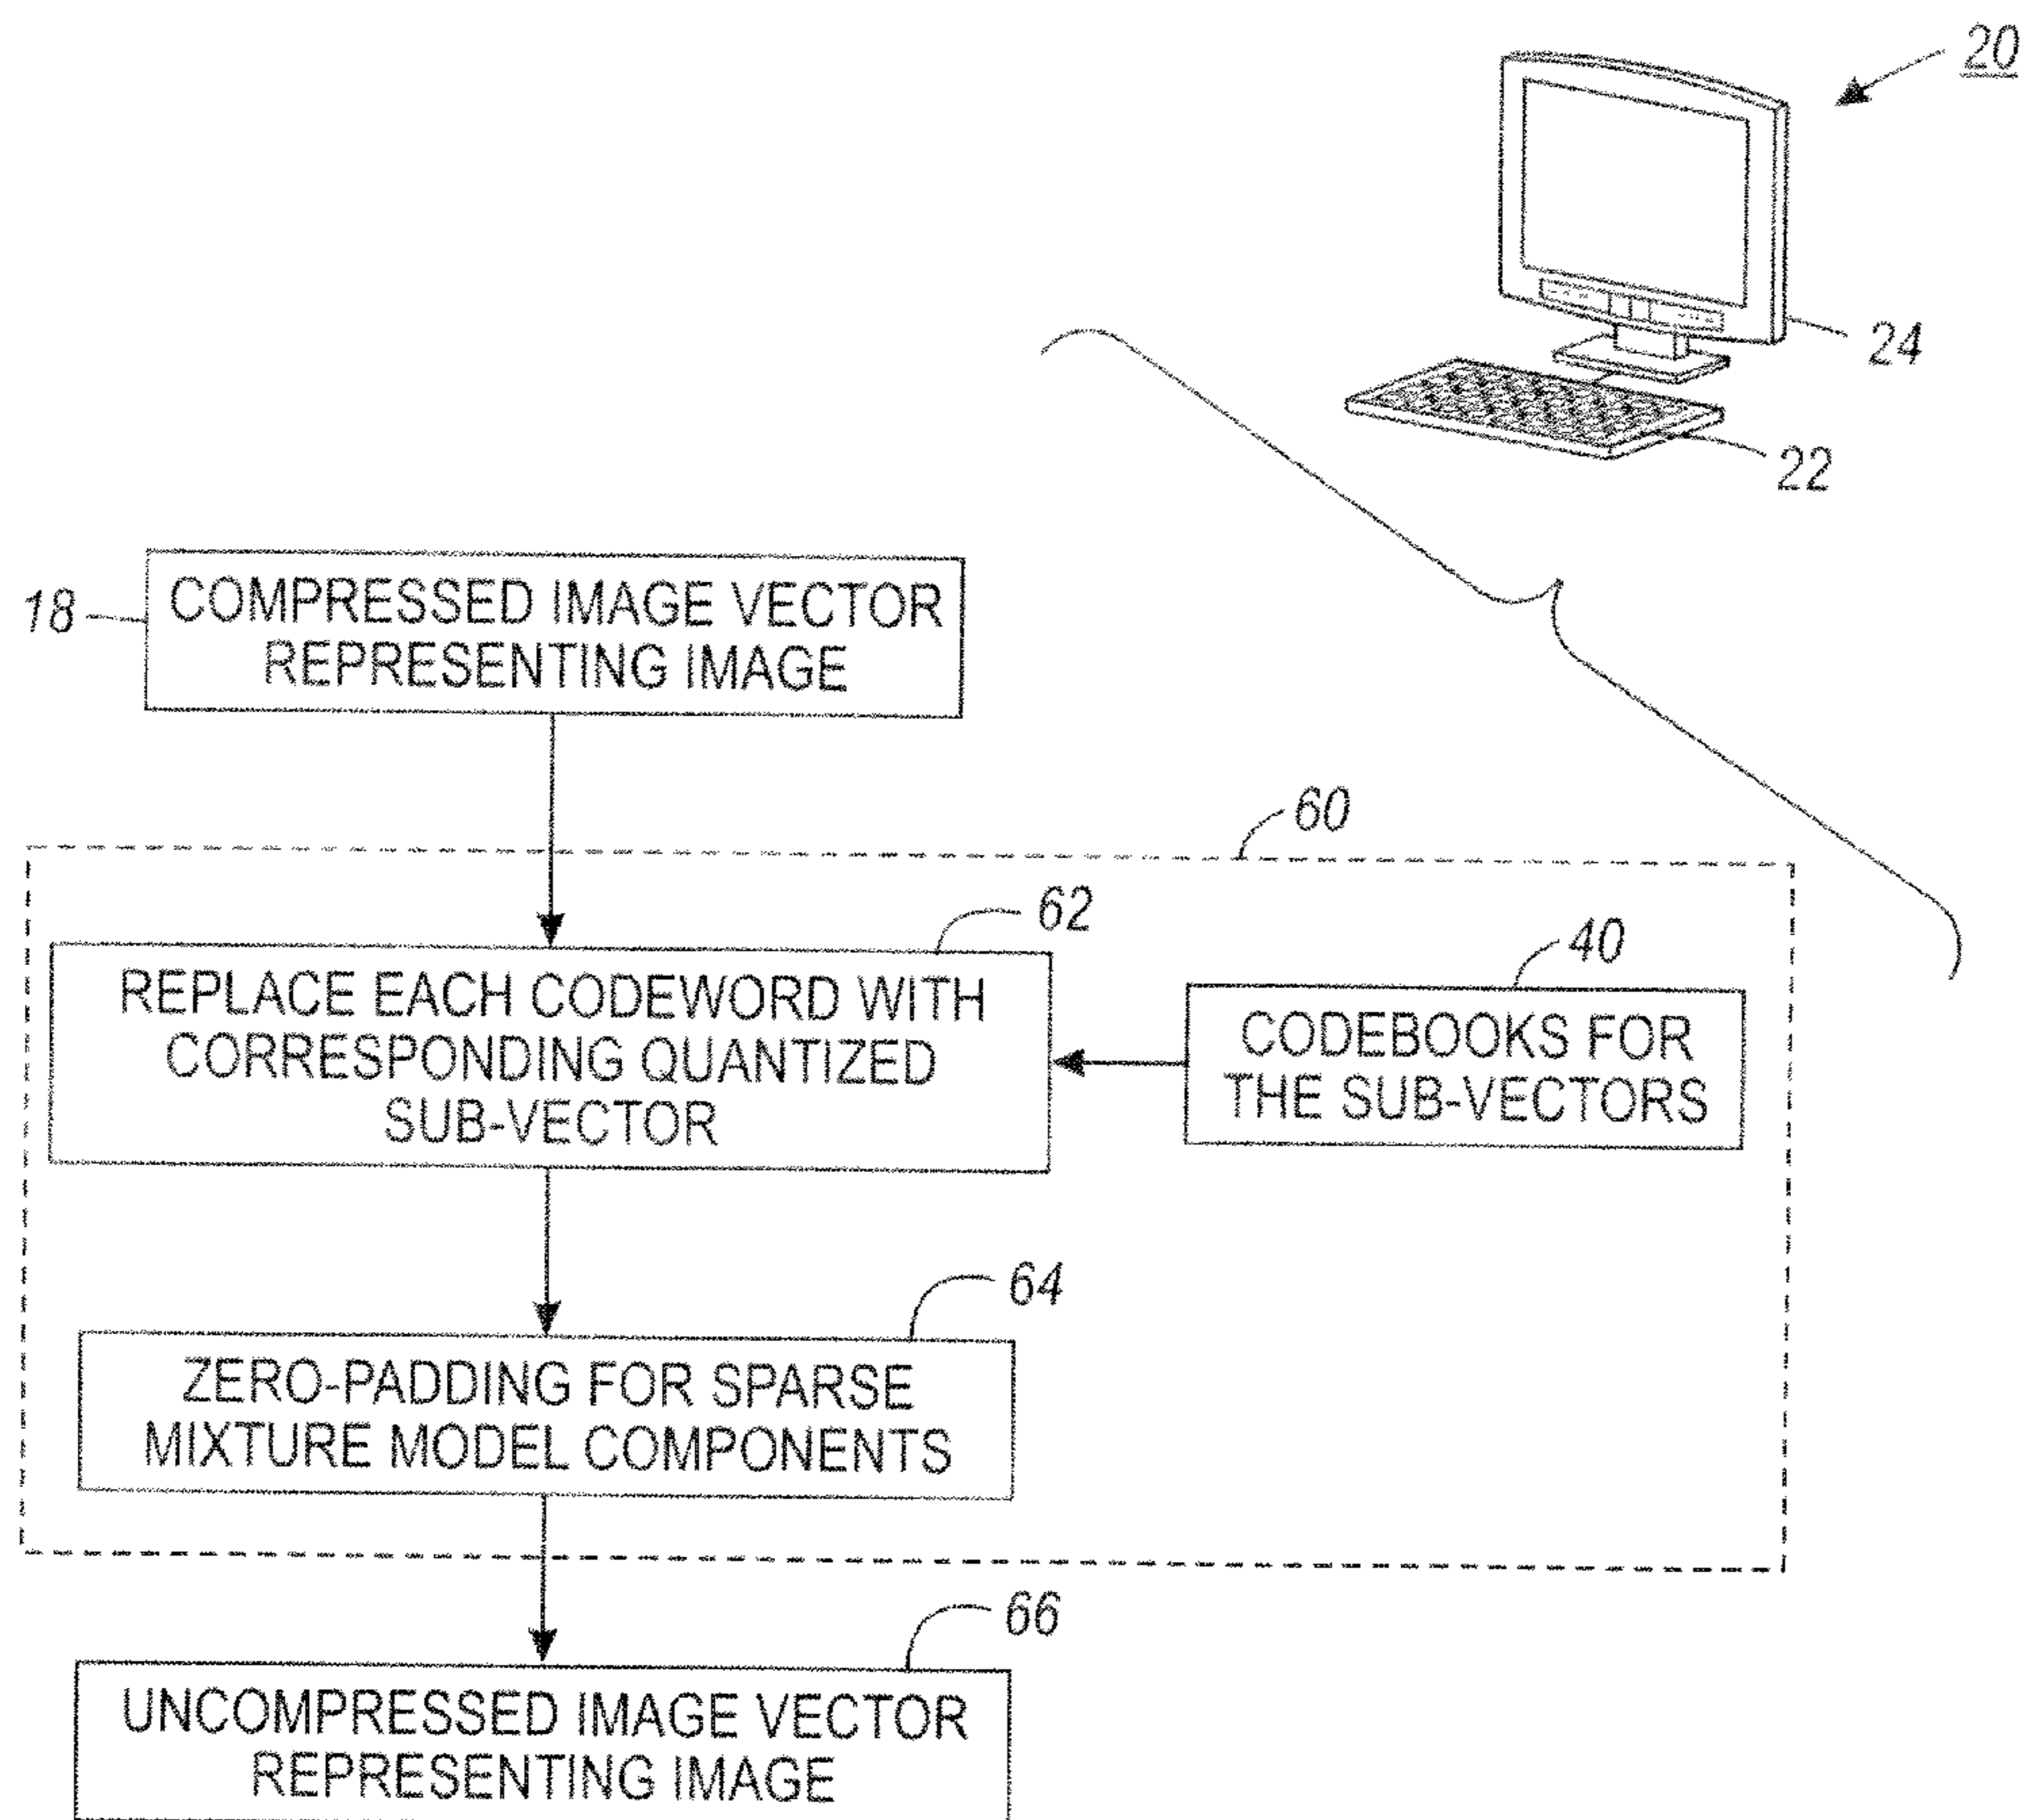 20
24
22
18
COMPRESSED IMAGE VECTOR
REPRESENTING IMAGE
60
62
REPLACE EACH CODEWORD WITH
CORRESPONDING QUANTIZED
SUB-VECTOR
40
CODEBOOKS FOR
THE SUB-VECTORS
64
ZERO-PADDING FOR SPARSE
MIXTURE MODEL COMPONENTS
66
UNCOMPRESSED IMAGE VECTOR
REPRESENTING IMAGE